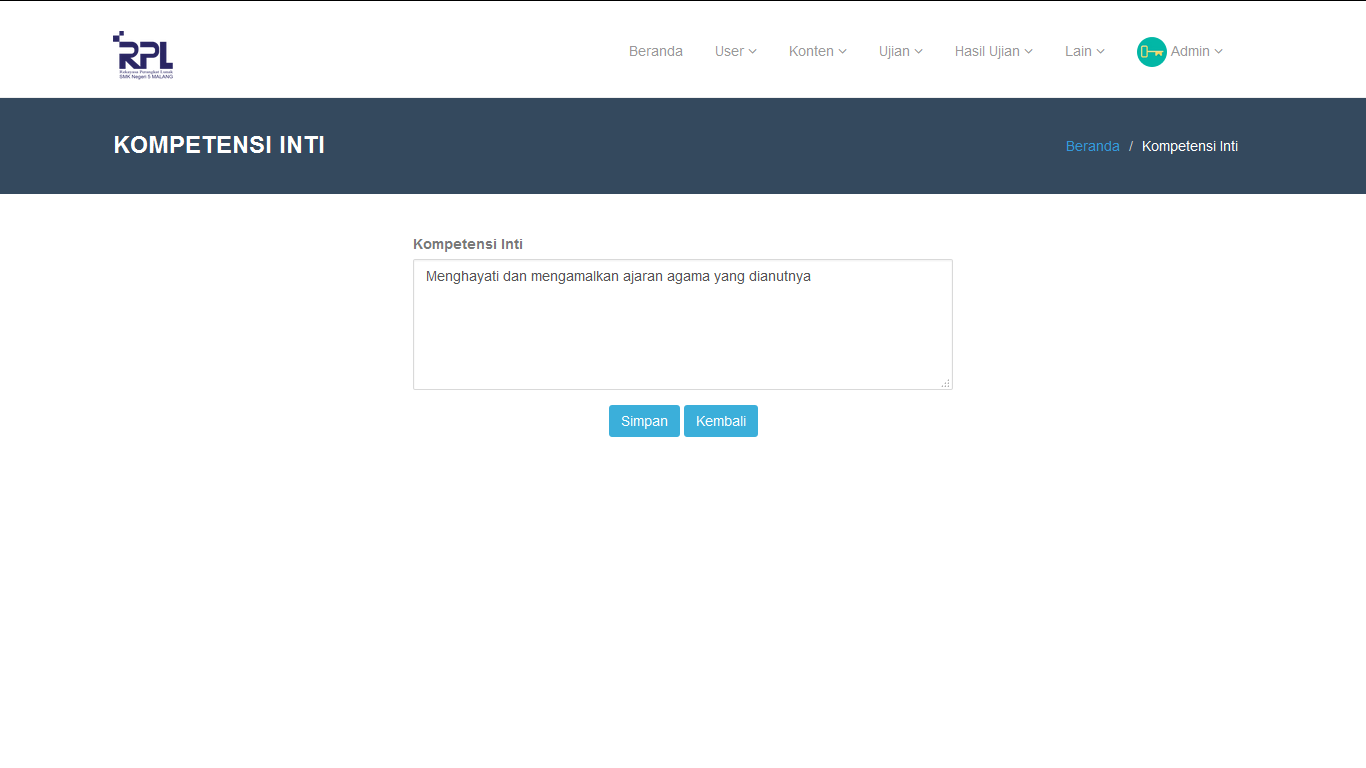 RPL
Rekayasa Perangkat Lunak
SMK Negeri 5 MALANG
Beranda User Konten Ujian Hasil Ujian Lain Admin
KOMPETENSI INTI
Beranda / Kompetensi Inti
Kompetensi Inti
Menghayati dan mengamalkan ajaran agama yang dianutnya
Simpan Kembali